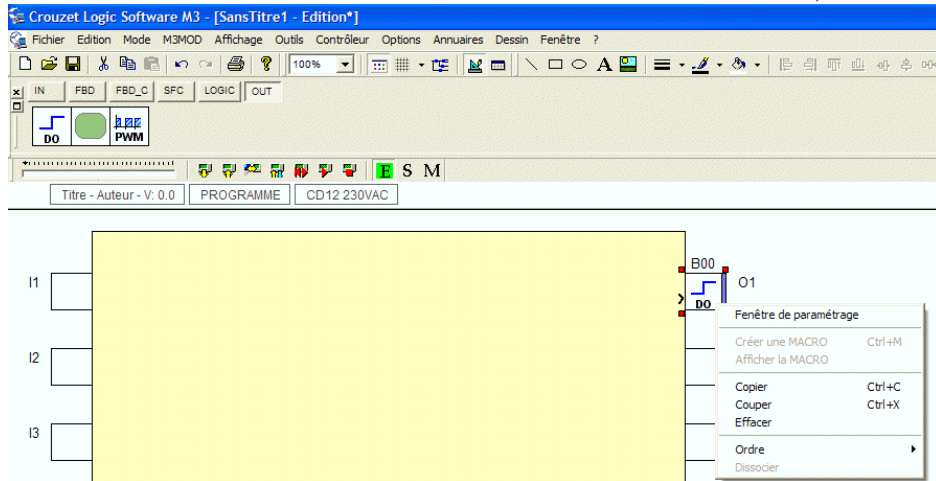 Crouzet Logic Software M3 - [SansTitre1 - Edition*]
Fichier Edition Mode M3MOD Affichage Outils Contrôleur Options Annuaires Dessin Fenêtre ?
100% A
IN FBD FBD_C SFC LOGIC OUT
DO PWM
E S M
Titre - Auteur - V: 0.0 PROGRAMME CD12 230VAC
B00
I1 O1
DO
Fenêtre de paramétrage
Créer une MACRO Ctrl+M
Afficher la MACRO
I2
Copier Ctrl+C
Couper Ctrl+X
Effacer
I3
Ordre
Dissocier